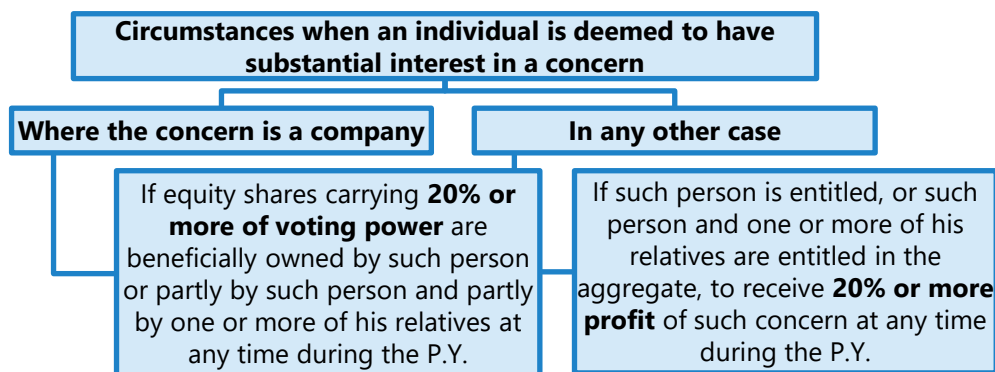 Circumstances when an individual is deemed to have
substantial interest in a concern
Where the concern is a company
In any other case
If equity shares carrying 20% or
more of voting power are
beneficially owned by such person
or partly by such person and partly
by one or more of his relatives at
any time during the P.Y.
If such person is entitled, or such
person and one or more of his
relatives are entitled in the
aggregate, to receive 20% or more
profit of such concern at any time
during the P.Y.